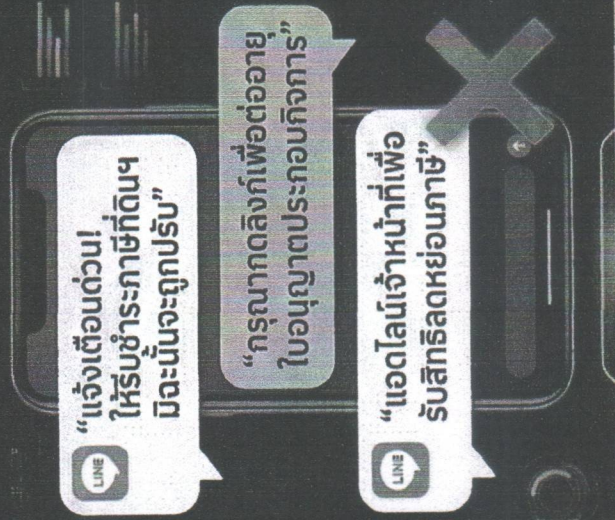 LINE
“แจ้งเตือนด่วน!
ให้รีบชำระภาษีที่ดินฯ
มิฉะนั้นจะถูกปรับ”
“กรุณากดลิงก์เพื่อต่ออายุ
ใบอนุญาตประกอบกิจการ”
LINE
“แอดไลน์เจ้าหน้าที่เพื่อ
รับสิทธิลดหย่อนภาษี”